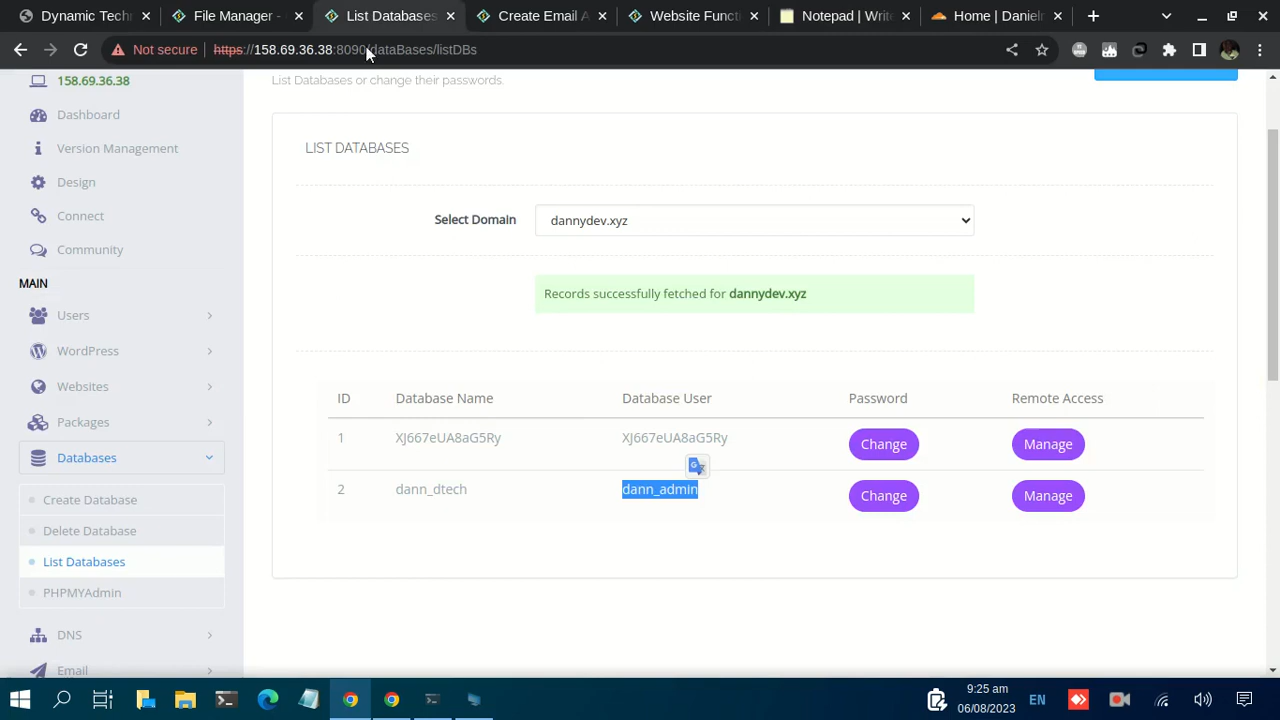 Dynamic Techn
File Manager -
List Databases
Create Email A
Website Funct
Notepad | Write
Home | Danieln
Not secure https://158.69.36.38:8090/dataBases/listDBs
158.69.36.38
Dashboard
Version Management
Design
Connect
Community
MAIN
Users
WordPress
Websites
Packages
Databases
Create Database
Delete Database
List Databases
PHPMYAdmin
DNS
Email
List Databases or change their passwords.
LIST DATABASES
Select Domain dannydev.xyz
Records successfully fetched for dannydev.xyz
ID Database Name Database User Password Remote Access
1 XJ667eUA8aG5Ry XJ667eUA8aG5Ry Change Manage
2 dann_dtech dann_admin Change Manage
9:25 am
EN
06/08/2023